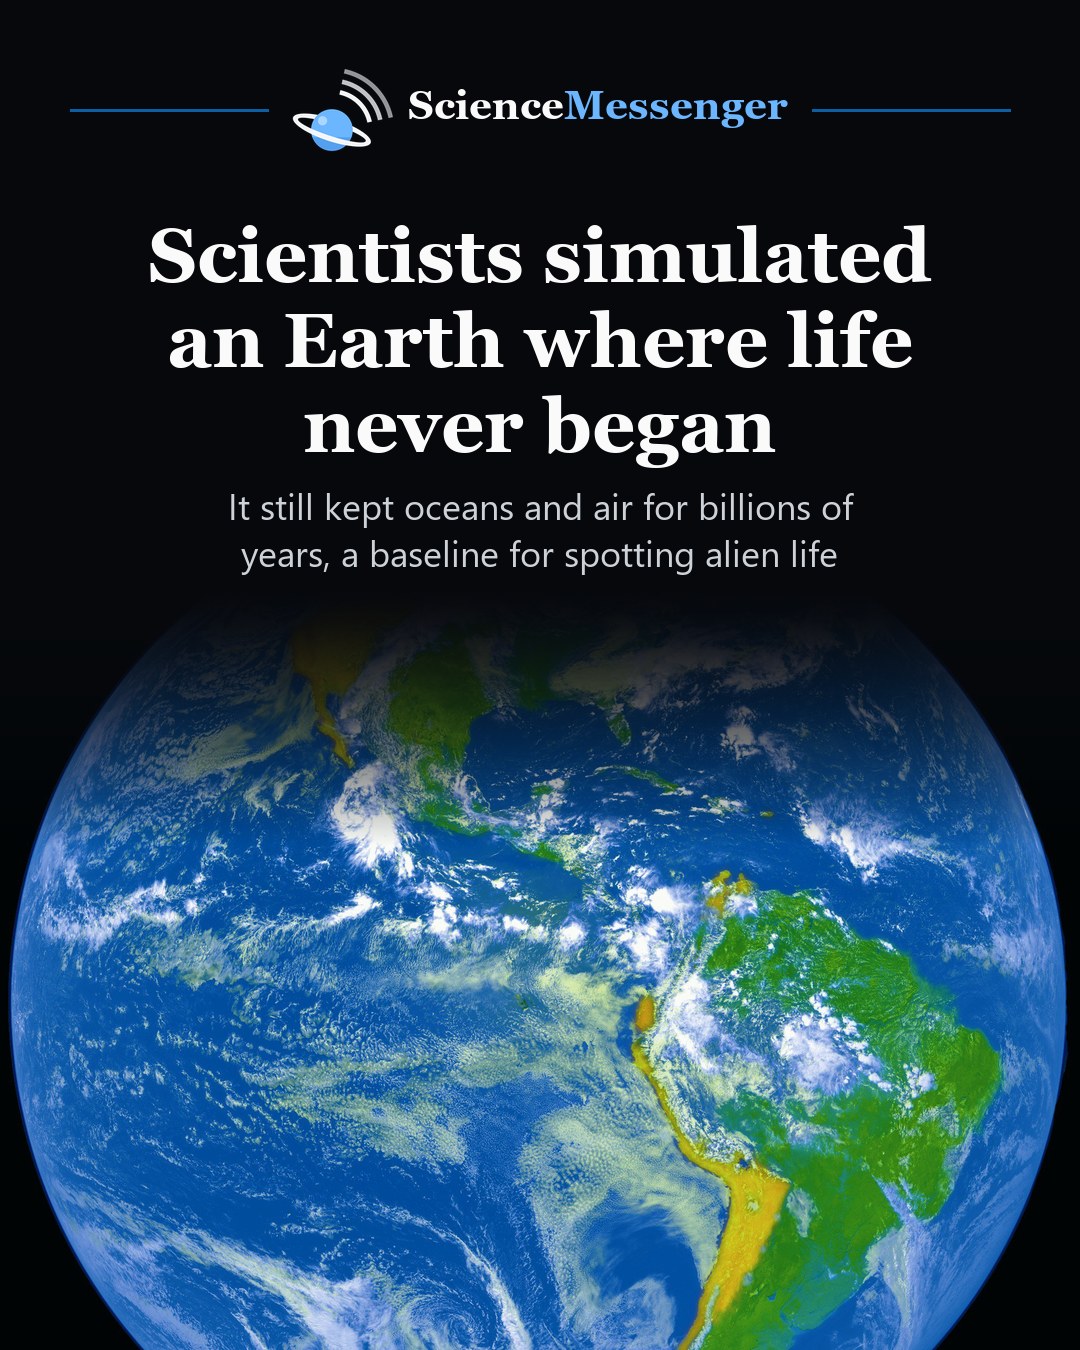 ScienceMessenger
Scientists simulated
an Earth where life
never began
It still kept oceans and air for billions of
years, a baseline for spotting alien life